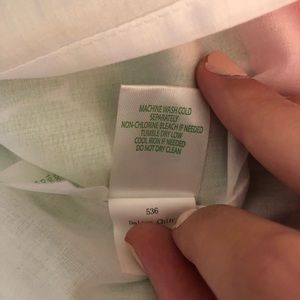 MACHINE WASH COLD
SEPARATELY
NON-CHLORINE BLEACH IF NEEDED
TUMBLE DRY LOW
COOL IRON IF NEEDED
DO NOT DRY CLEAN
536